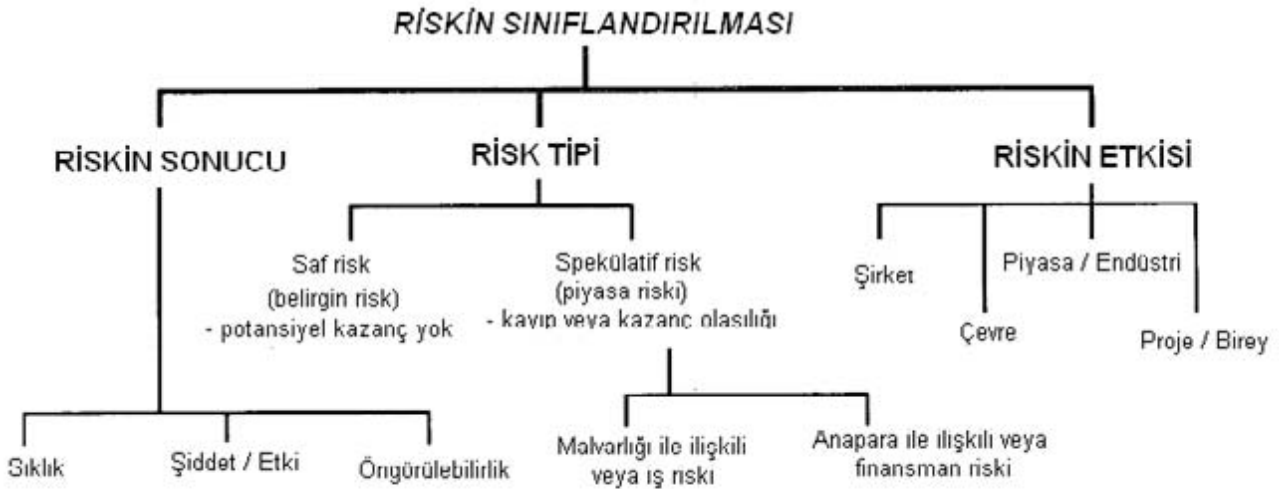 RİSKİN SINIFLANDIRILMASI
RİSKİN SONUCU
RİSK TİPİ
RİSKİN ETKİSİ
Saf risk
(belirgin risk)
- potansiyel kazanç yok
Spekülatif risk
(piyasa riski)
- kayıp veya kazanç olasılığı
Şirket
Piyasa / Endüstri
Çevre
Proje / Birey
Sıklık
Şiddet / Etki
Öngörülebilirlik
Malvarlığı ile ilişkili
veya iş riski
Anapara ile ilişkili veya
finansman riski